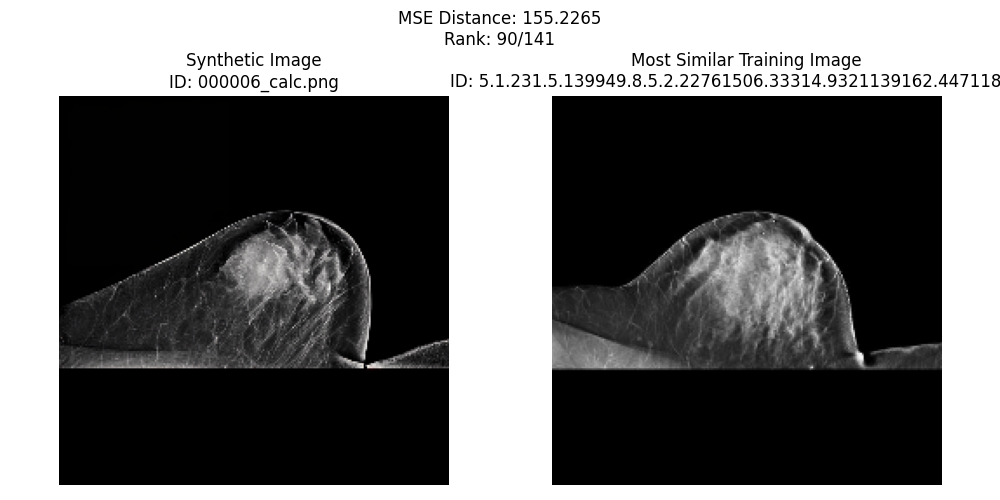 MSE Distance: 155.2265
Rank: 90/141
Synthetic Image
ID: 000006_calc.png
Most Similar Training Image
ID: 5.1.231.5.139949.8.5.2.22761506.33314.9321139162.447118